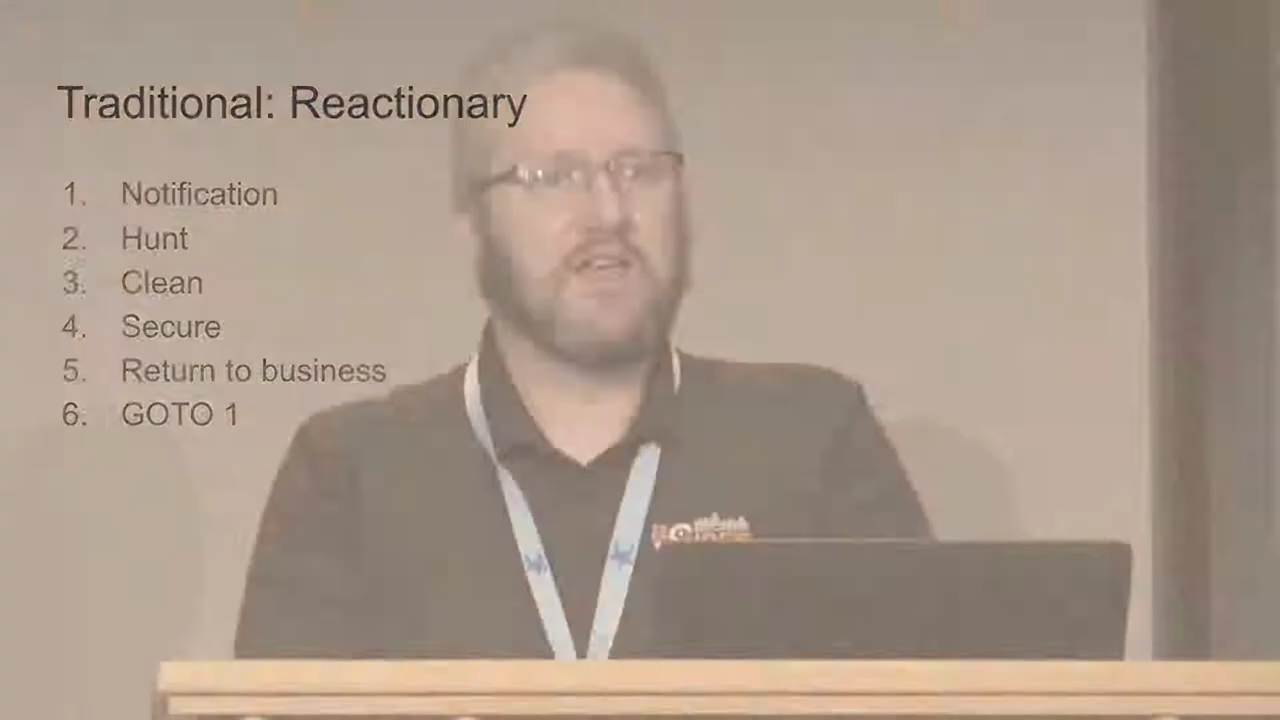 Traditional: Reactionary
1. Notification
2. Hunt
3. Clean
4. Secure
5. Return to business
6. GOTO 1